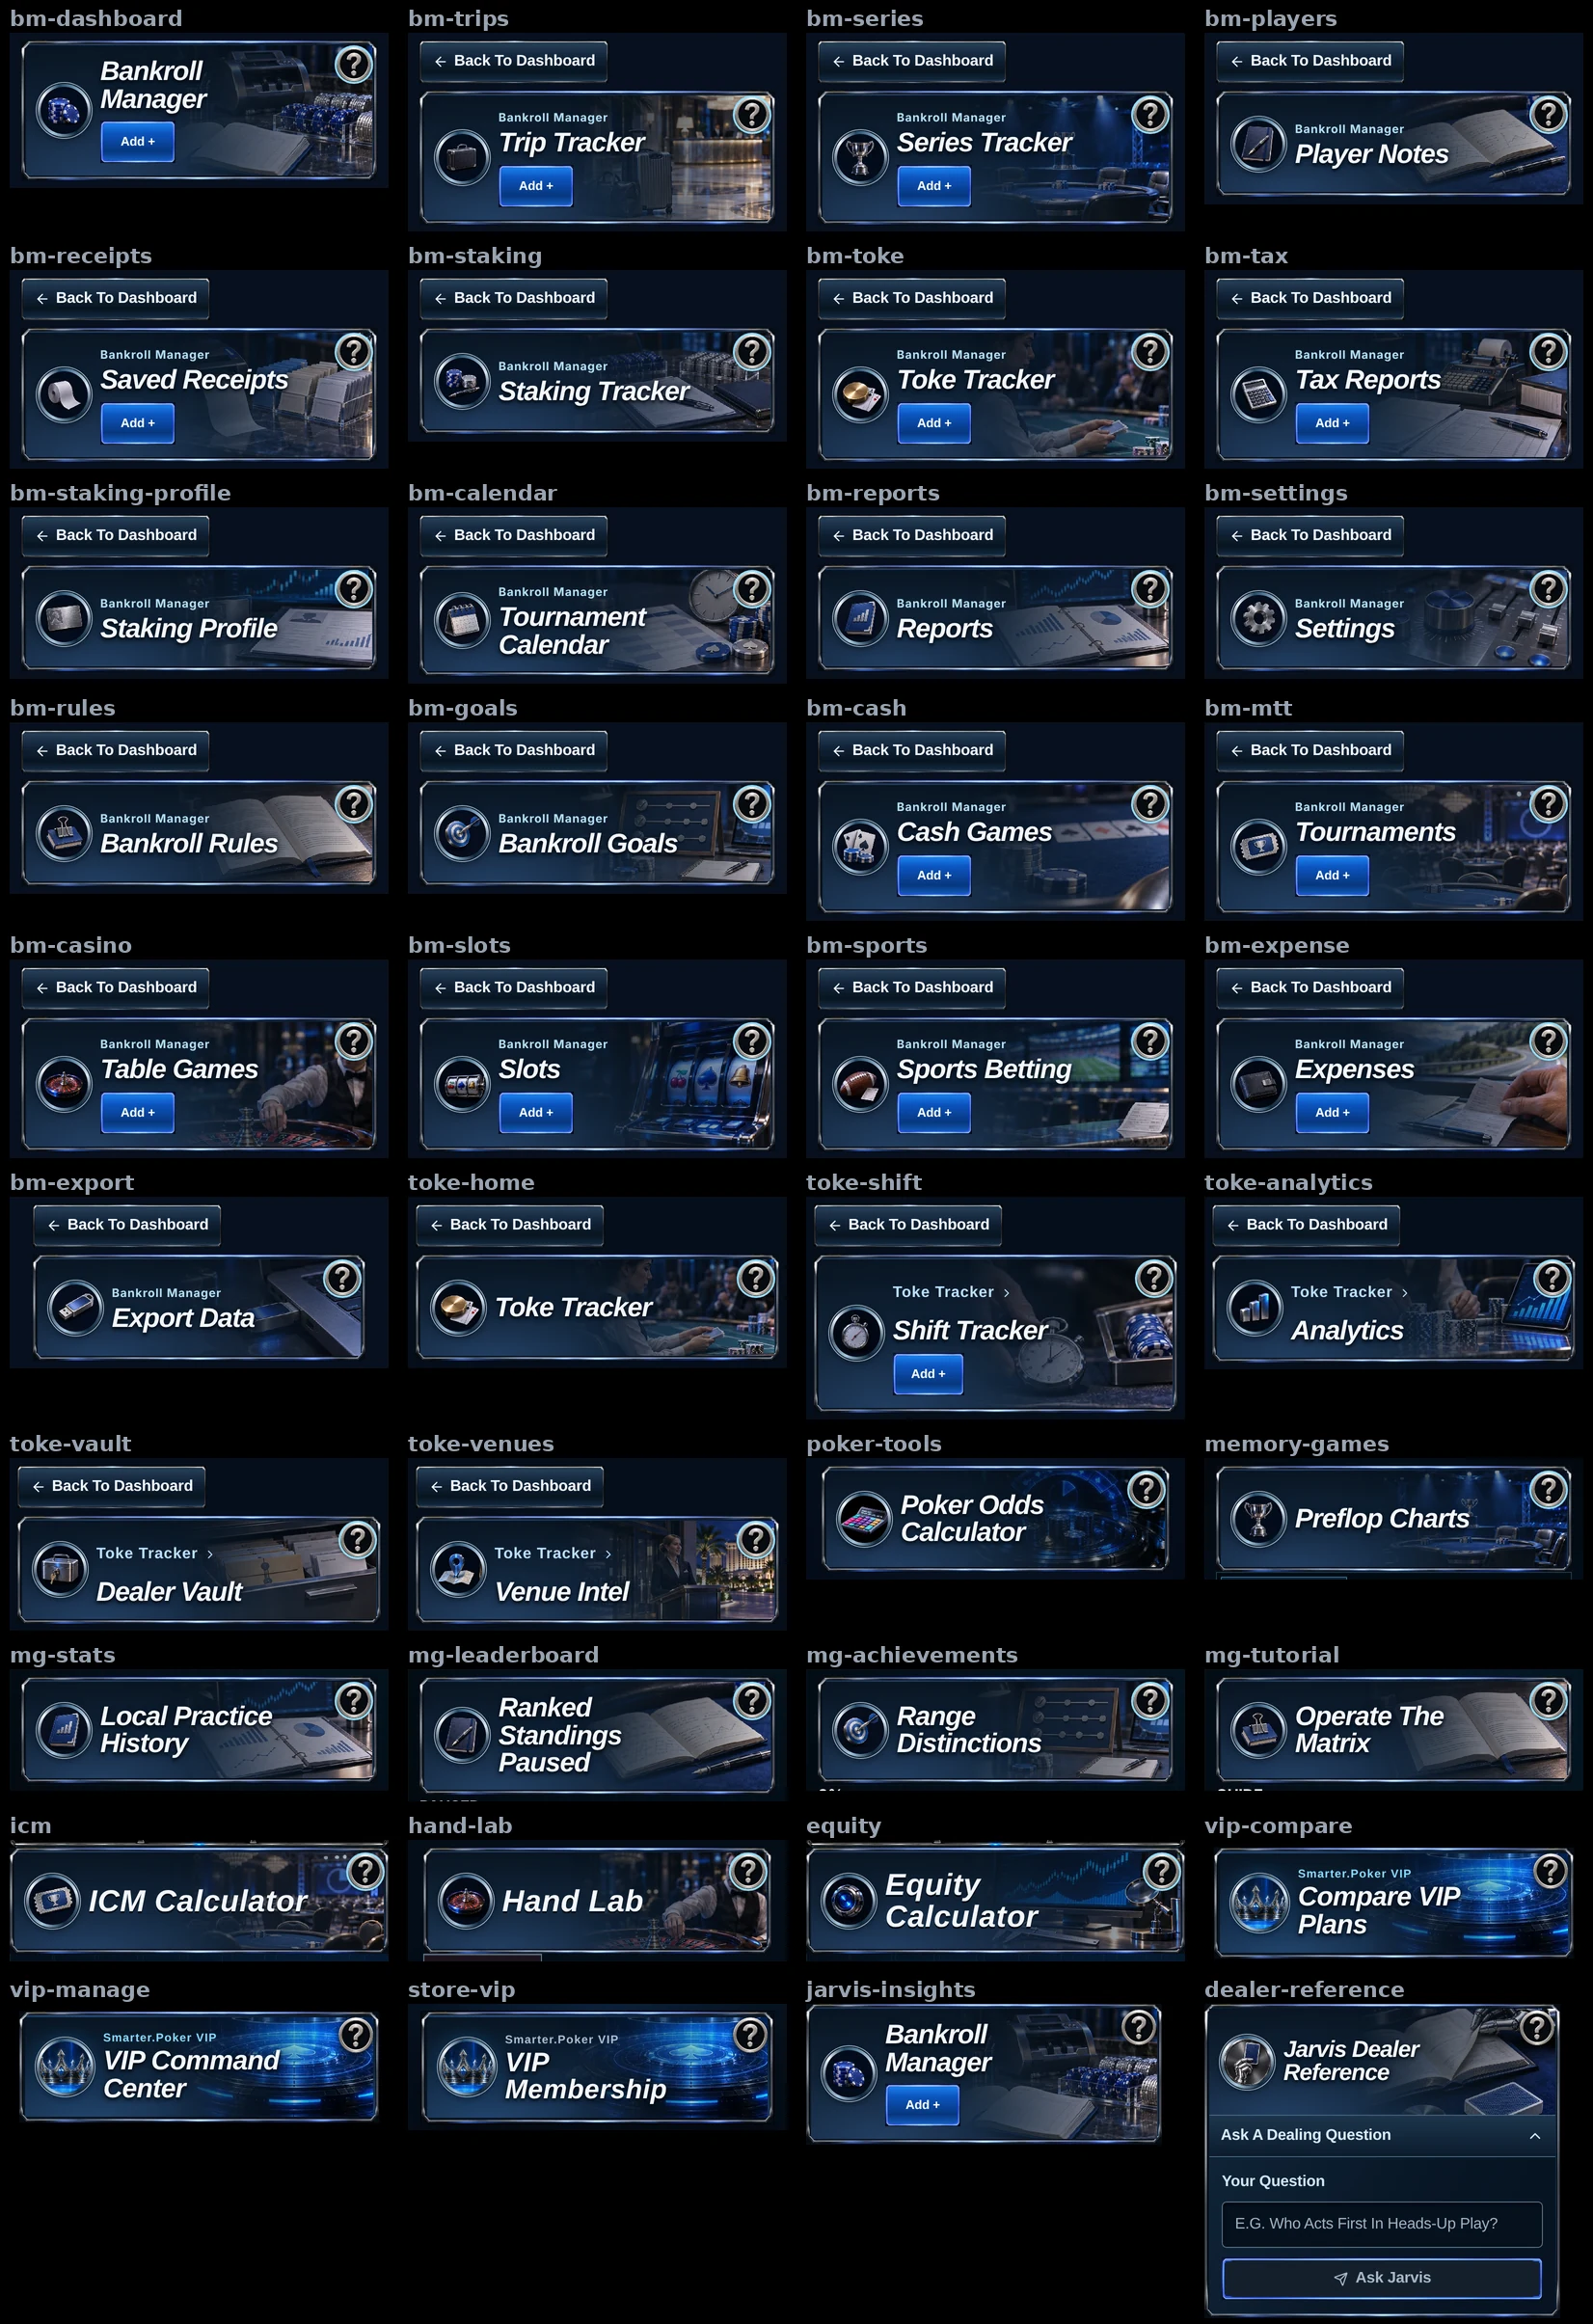 bm-dashboard
Bankroll
Manager
Add +
?
bm-trips
Back To Dashboard
Bankroll Manager
Trip Tracker
Add +
?
bm-series
Back To Dashboard
Bankroll Manager
Series Tracker
Add +
?
bm-players
Back To Dashboard
Bankroll Manager
Player Notes
?
bm-receipts
Back To Dashboard
Bankroll Manager
Saved Receipts
Add +
?
bm-staking
Back To Dashboard
Bankroll Manager
Staking Tracker
?
bm-toke
Back To Dashboard
Bankroll Manager
Toke Tracker
Add +
?
bm-tax
Back To Dashboard
Bankroll Manager
Tax Reports
Add +
?
bm-staking-profile
Back To Dashboard
Bankroll Manager
Staking Profile
?
bm-calendar
Back To Dashboard
Bankroll Manager
Tournament
Calendar
?
bm-reports
Back To Dashboard
Bankroll Manager
Reports
?
bm-settings
Back To Dashboard
Bankroll Manager
Settings
?
bm-rules
Back To Dashboard
Bankroll Manager
Bankroll Rules
?
bm-goals
Back To Dashboard
Bankroll Manager
Bankroll Goals
?
bm-cash
Back To Dashboard
Bankroll Manager
Cash Games
Add +
?
bm-mtt
Back To Dashboard
Bankroll Manager
Tournaments
Add +
?
bm-casino
Back To Dashboard
Bankroll Manager
Table Games
Add +
?
bm-slots
Back To Dashboard
Bankroll Manager
Slots
Add +
?
bm-sports
Back To Dashboard
Bankroll Manager
Sports Betting
Add +
?
bm-expense
Back To Dashboard
Bankroll Manager
Expenses
Add +
?
bm-export
Back To Dashboard
Bankroll Manager
Export Data
?
toke-home
Back To Dashboard
Toke Tracker
?
toke-shift
Back To Dashboard
Toke Tracker
Shift Tracker
Add +
?
toke-analytics
Back To Dashboard
Toke Tracker
Analytics
?
toke-vault
Back To Dashboard
Toke Tracker
Dealer Vault
?
toke-venues
Back To Dashboard
Toke Tracker
Venue Intel
?
poker-tools
Poker Odds
Calculator
?
memory-games
Preflop Charts
?
mg-stats
Local Practice
History
?
mg-leaderboard
Ranked
Standings
Paused
?
mg-achievements
Range
Distinctions
?
mg-tutorial
Operate The
Matrix
?
icm
ICM Calculator
?
hand-lab
Hand Lab
?
equity
Equity
Calculator
?
vip-compare
Smarter.Poker VIP
Compare VIP
Plans
?
vip-manage
Smarter.Poker VIP
VIP Command
Center
?
store-vip
Smarter.Poker VIP
VIP
Membership
?
jarvis-insights
Bankroll
Manager
Add +
?
dealer-reference
Jarvis Dealer
Reference
?
Ask A Dealing Question
Your Question
E.G. Who Acts First In Heads-Up Play?
Ask Jarvis